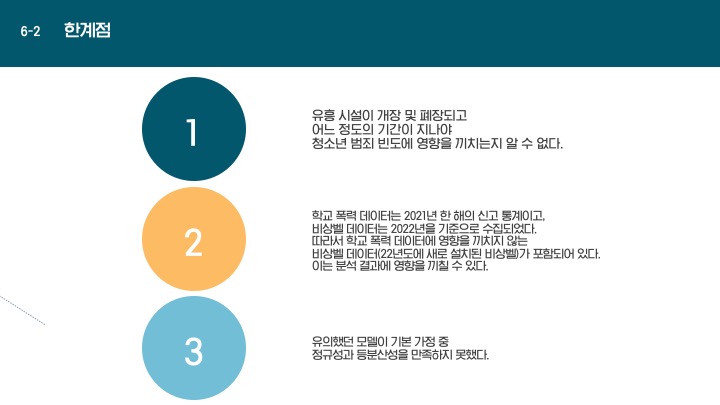 6-2 한계점
1
유흥 시설이 개장 및 폐장되고
어느 정도의 기간이 지나야
청소년 범죄 빈도에 영향을 끼치는지 알 수 없다.
2
학교 폭력 데이터는 2021년 한 해의 신고 통계이고,
비상벨 데이터는 2022년을 기준으로 수집되었다.
따라서 학교 폭력 데이터에 영향을 끼치지 않는
비상벨 데이터(22년도에 새로 설치된 비상벨)가 포함되어 있다.
이는 분석 결과에 영향을 끼칠 수 있다.
3
유의했던 모델이 기본 가정 중
정규성과 등분산성을 만족하지 못했다.